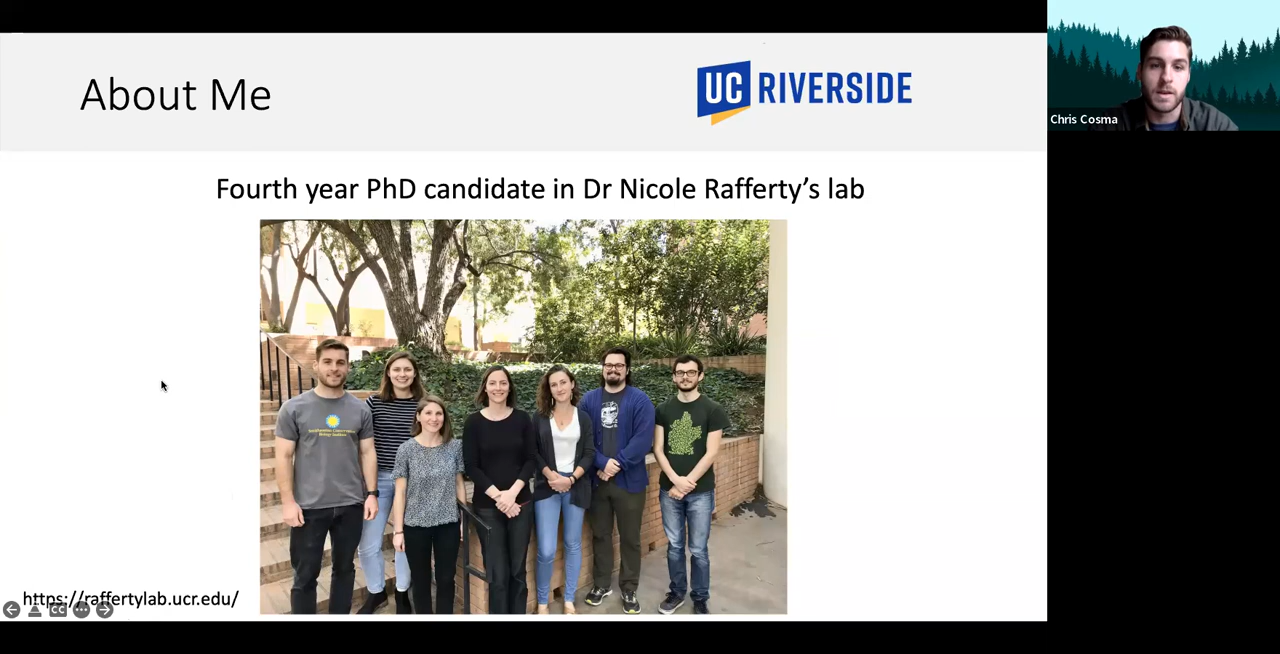 About Me
UC RIVERSIDE
Chris Cosma
Fourth year PhD candidate in Dr Nicole Rafferty's lab
https://raffertylab.ucr.edu/
CC